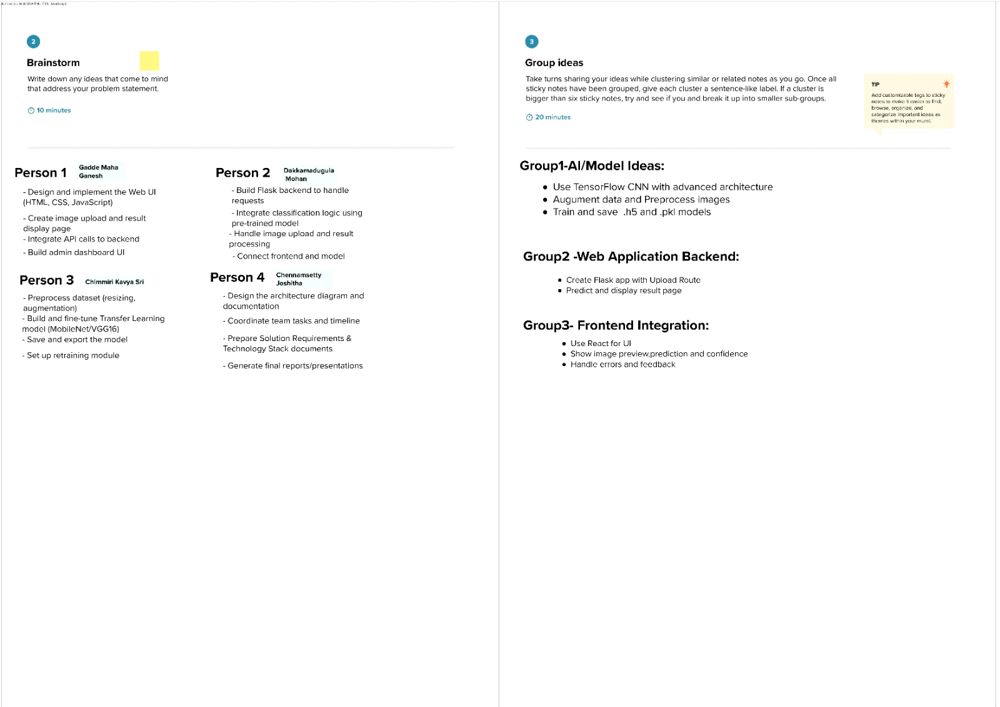 2
Brainstorm
Write down any ideas that come to mind
that address your problem statement.
10 minutes
Person 1
Gadde Maha
Ganesh
- Design and implement the Web UI
(HTML, CSS, JavaScript)
- Create image upload and result
display page
- Integrate API calls to backend
- Build admin dashboard UI
Person 2
Dakkamadugula
Mohan
- Build Flask backend to handle
requests
- Integrate classification logic using
pre-trained model
- Handle image upload and result
processing
- Connect frontend and model
Person 3
Chimmiri Kavya Sri
- Preprocess dataset (resizing,
augmentation)
- Build and fine-tune Transfer Learning
model (MobileNet/VGG16)
- Save and export the model
- Set up retraining module
Person 4
Chennamsetty
Joshitha
- Design the architecture diagram and
documentation
- Coordinate team tasks and timeline
- Prepare Solution Requirements &
Technology Stack documents
- Generate final reports/presentations
3
Group ideas
Take turns sharing your ideas while clustering similar or related notes as you go. Once all
sticky notes have been grouped, give each cluster a sentence-like label. If a cluster is
bigger than six sticky notes, try and see if you and break it up into smaller sub-groups.
20 minutes
TIP
Add customizable tags to sticky
notes to make it easier to find,
browse, organize, and
categorize important ideas as
themes within your mural.
Group1-AI/Model Ideas:
● Use TensorFlow CNN with advanced architecture
● Augument data and Preprocess images
● Train and save .h5 and .pkl models
Group2 -Web Application Backend:
● Create Flask app with Upload Route
● Predict and display result page
Group3- Frontend Integration:
● Use React for UI
● Show image preview,prediction and confidence
● Handle errors and feedback